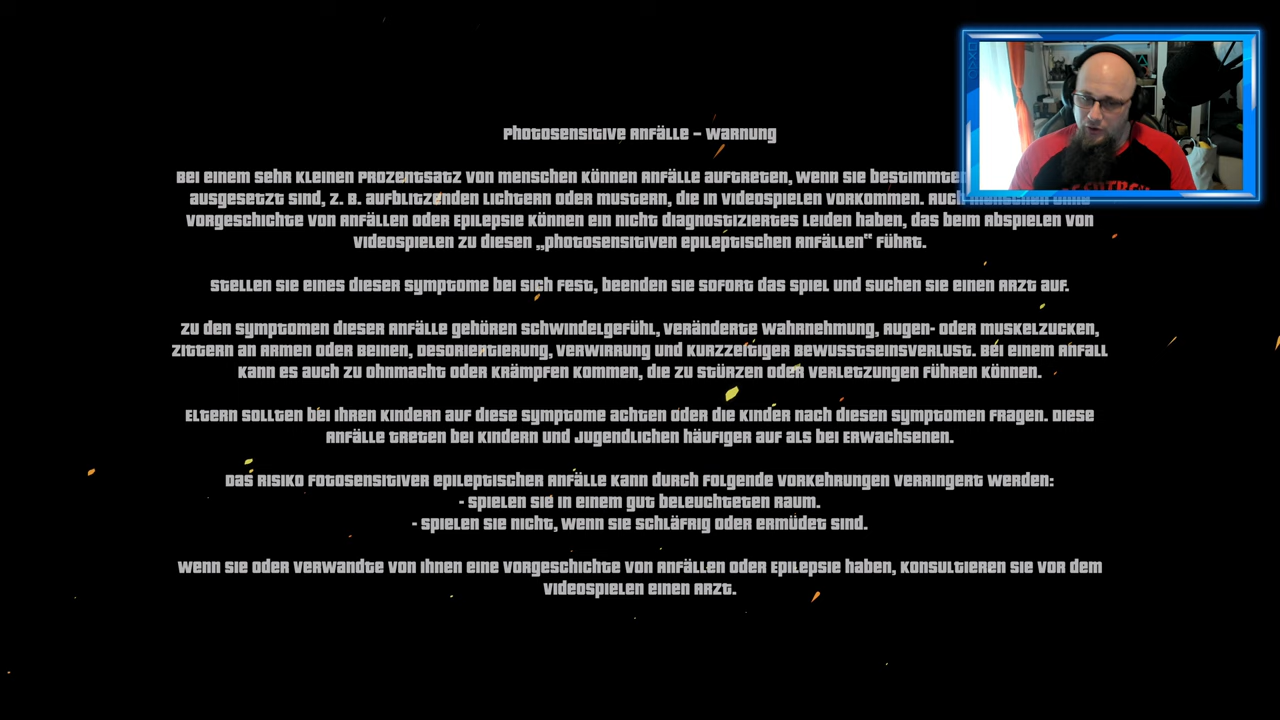 Photosensitive Anfälle – Warnung
Bei einem sehr kleinen Prozentsatz von Menschen können Anfälle auftreten, wenn sie bestimmten
ausgesetzt sind, z. B. aufblitzenden Lichtern oder Mustern, die in Videospielen vorkommen. Auch Menschen ohne
Vorgeschichte von Anfällen oder Epilepsie können ein nicht diagnostiziertes Leiden haben, das beim Abspielen von
Videospielen zu diesen „photosensitiven epileptischen Anfällen“ führt.
Stellen Sie eines dieser Symptome bei sich fest, beenden Sie sofort das Spiel und suchen Sie einen Arzt auf.
Zu den Symptomen dieser Anfälle gehören Schwindelgefühl, veränderte Wahrnehmung, Augen- oder Muskelzucken,
Zittern an Armen oder Beinen, Desorientierung, Verwirrung und kurzzeitiger Bewusstseinsverlust. Bei einem Anfall
kann es auch zu Ohnmacht oder Krämpfen kommen, die zu Stürzen oder Verletzungen führen können.
Eltern sollten bei ihren Kindern auf diese Symptome achten oder die Kinder nach diesen Symptomen fragen. Diese
Anfälle treten bei Kindern und Jugendlichen häufiger auf als bei Erwachsenen.
Das Risiko fotosensitiver epileptischer Anfälle kann durch folgende Vorkehrungen verringert werden:
- Spielen Sie in einem gut beleuchteten Raum.
- Spielen Sie nicht, wenn Sie schläfrig oder ermüdet sind.
Wenn Sie oder Verwandte von Ihnen eine Vorgeschichte von Anfällen oder Epilepsie haben, konsultieren Sie vor dem
Videospielen einen Arzt.